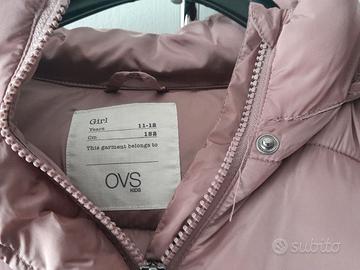 Girl
Years 11-12
Cm 152
This garment belongs to
OVS
KIDS
subito